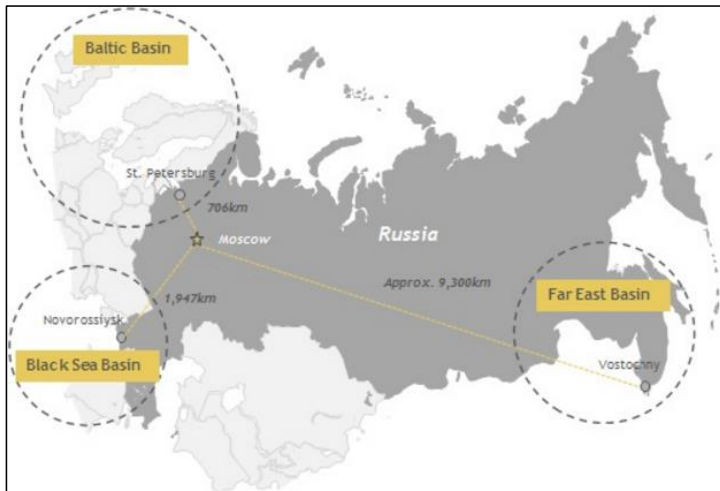 Baltic Basin
St. Petersburg
706km
Moscow
Russia
Approx. 9,300km
Far East Basin
1,947km
Novorossiysk
Vostochny
Black Sea Basin